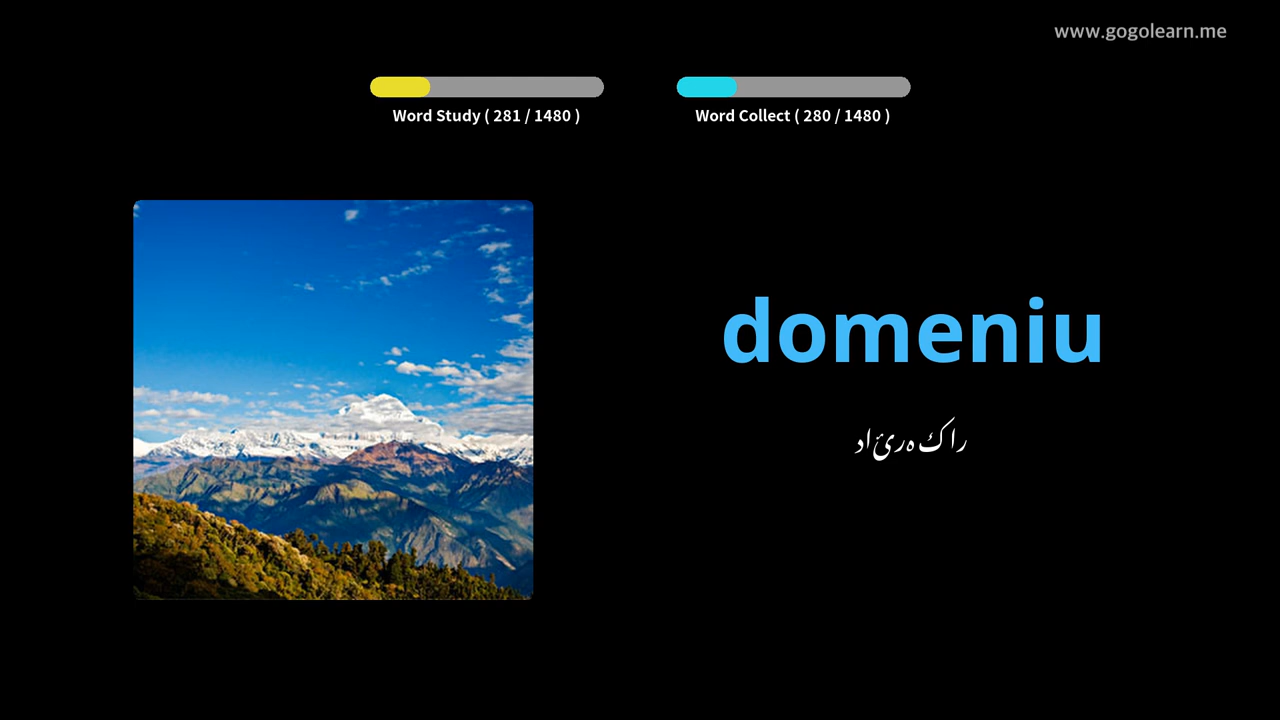 www.gogolearn.me
Word Study ( 281 / 1480 )
Word Collect ( 280 / 1480 )
domeniu
دائرہ کار